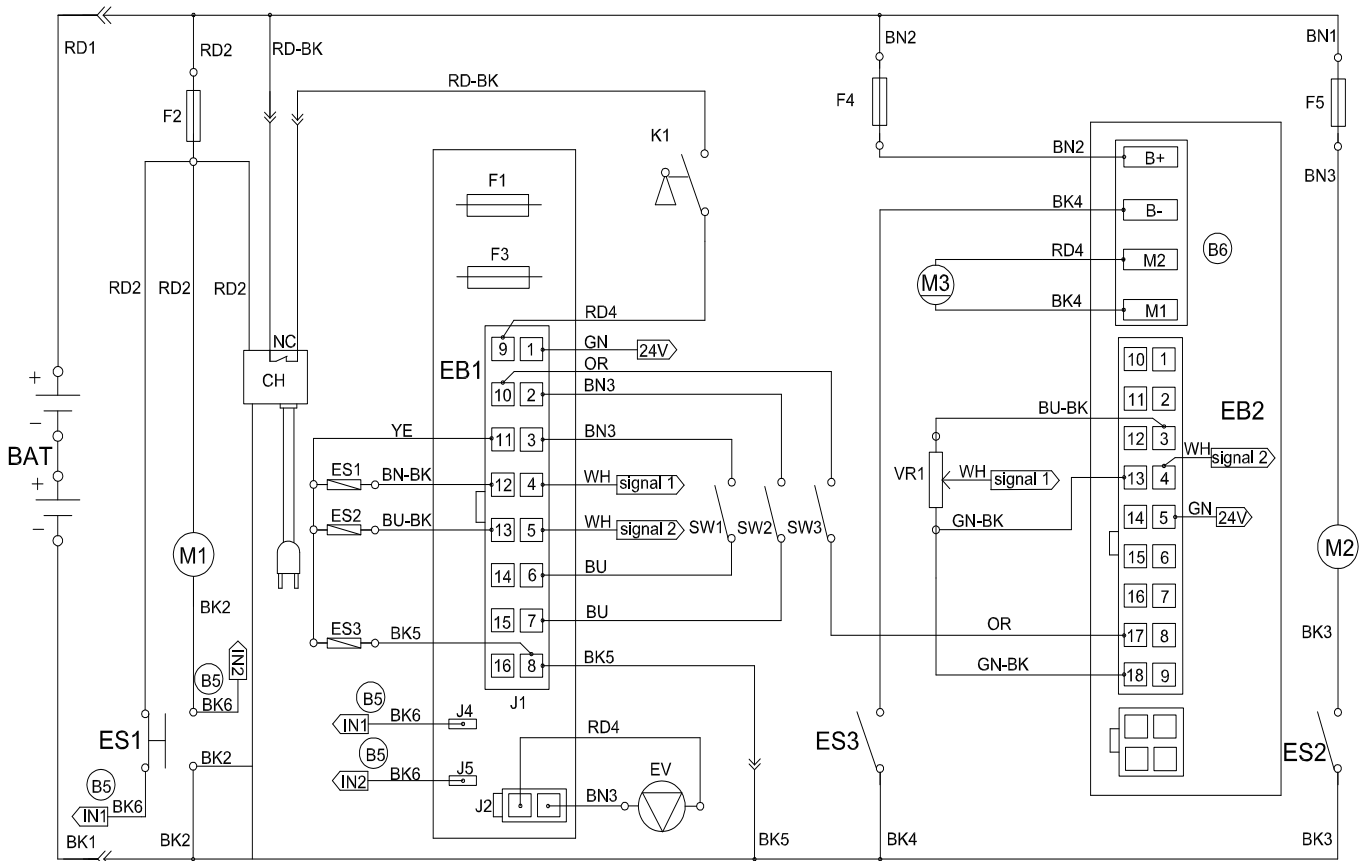 RD1
RD2
RD-BK
BN2
BN1
RD-BK
F2
F4
F5
K1
BN2
B+
BN3
F1
BK4
B-
F3
RD4
M2
B6
M3
RD2
RD2
RD2
BK4
M1
RD4
NC
9
1
GN
24V
EB1
OR
10
1
CH
+
10
2
BN3
11
2
EB2
−
BU-BK
YE
11
3
BN3
12
3
WH
signal 2
BAT
ES1
BN-BK
12
4
WH
signal 1
VR1
WH
signal 1
13
4
+
ES2
BU-BK
13
5
WH
signal 2
SW1
SW2
SW3
GN-BK
14
5
GN
24V
−
M1
M2
14
6
BU
15
6
BK2
15
7
BU
16
7
ES3
BK5
OR
17
8
BK3
IN2
16
8
BK5
GN-BK
18
9
B5
BK6
J1
B5
IN1
BK6
J4
ES1
RD4
ES3
ES2
BK2
B5
IN2
BK6
J5
B5
EV
IN1
BK6
J2
BN3
BK1
BK2
BK5
BK4
BK3